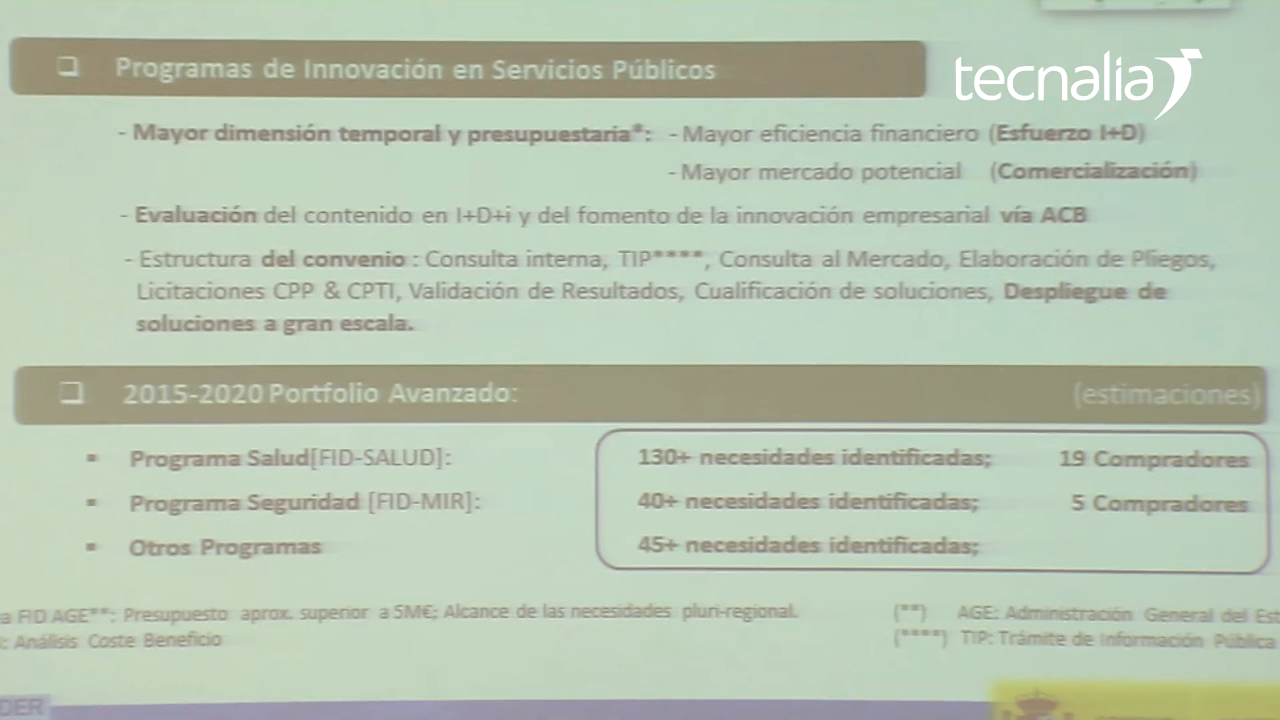 ❑ Programas de Innovación en Servicios Públicos
tecnalia
- Mayor dimensión temporal y presupuestaria*: - Mayor eficiencia financiero (Esfuerzo I+D)
- Mayor mercado potencial (Comercialización)
- Evaluación del contenido en I+D+i y del fomento de la innovación empresarial vía ACB
- Estructura del convenio : Consulta interna, TIP****, Consulta al Mercado, Elaboración de Pliegos,
Licitaciones CPP & CPTI, Validación de Resultados, Cualificación de soluciones, Despliegue de
soluciones a gran escala.
❑ 2015-2020 Portfolio Avanzado: (estimaciones)
▪ Programa Salud[FID-SALUD]: 130+ necesidades identificadas; 19 Compradores
▪ Programa Seguridad [FID-MIR]: 40+ necesidades identificadas; 5 Compradores
▪ Otros Programas 45+ necesidades identificadas;
a FID AGE**: Presupuesto aprox. superior a 5M€; Alcance de las necesidades pluri-regional. (**) AGE: Administración General del Est
: Análisis Coste Beneficio (****) TIP: Trámite de Información Pública
DER